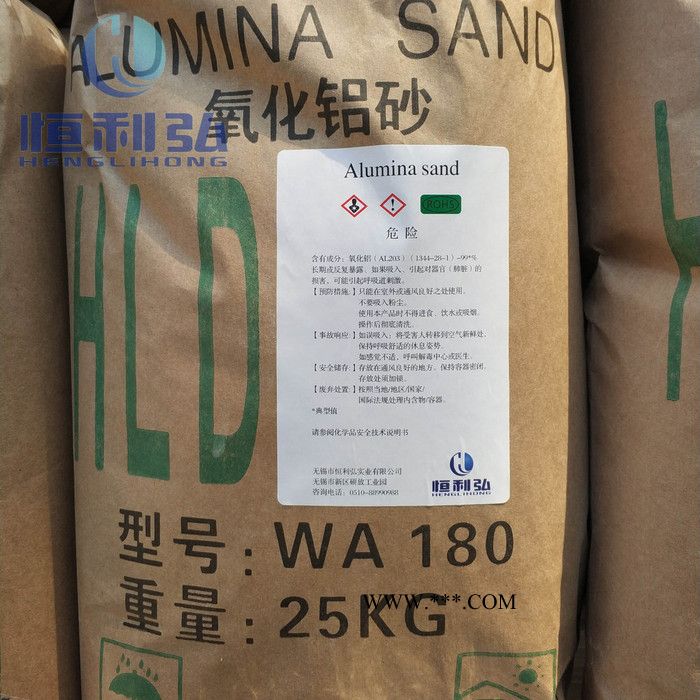 ALUMINA SAND
氧化铝砂
恒利弘
HENGLIHONG
HLD
Alumina sand
ROHS
危险
含有成分：氧化铝（AL203）（1344-28-1）-99*%
长期或反复暴露，如果吸入，引起对器官（肺脏）的
损害，可能引起呼吸道刺激。
【预防措施：】只能在室外或通风良好之处使用。
不要吸入粉尘。
使用本产品时不得进食、饮水或吸烟。
操作后彻底清洗。
【事故响应：】如误吸入：将受害人转移到空气新鲜处，
保持呼吸舒适的休息姿势。
如感觉不适，呼叫解毒中心或医生。
【安全储存：】存放在通风良好的地方。保持容器密闭。
存放处须加锁。
【废弃处置：】按照当地/地区/国家/
国际法规处理内含物/容器。
*典型值
请参阅化学品安全技术说明书
无锡市恒利弘实业有限公司
无锡市新区硕放工业园
咨询电话：0510-88990988
恒利弘
HENGLIHONG
型号：WA 180
重量：25KG
WWW.***.COM